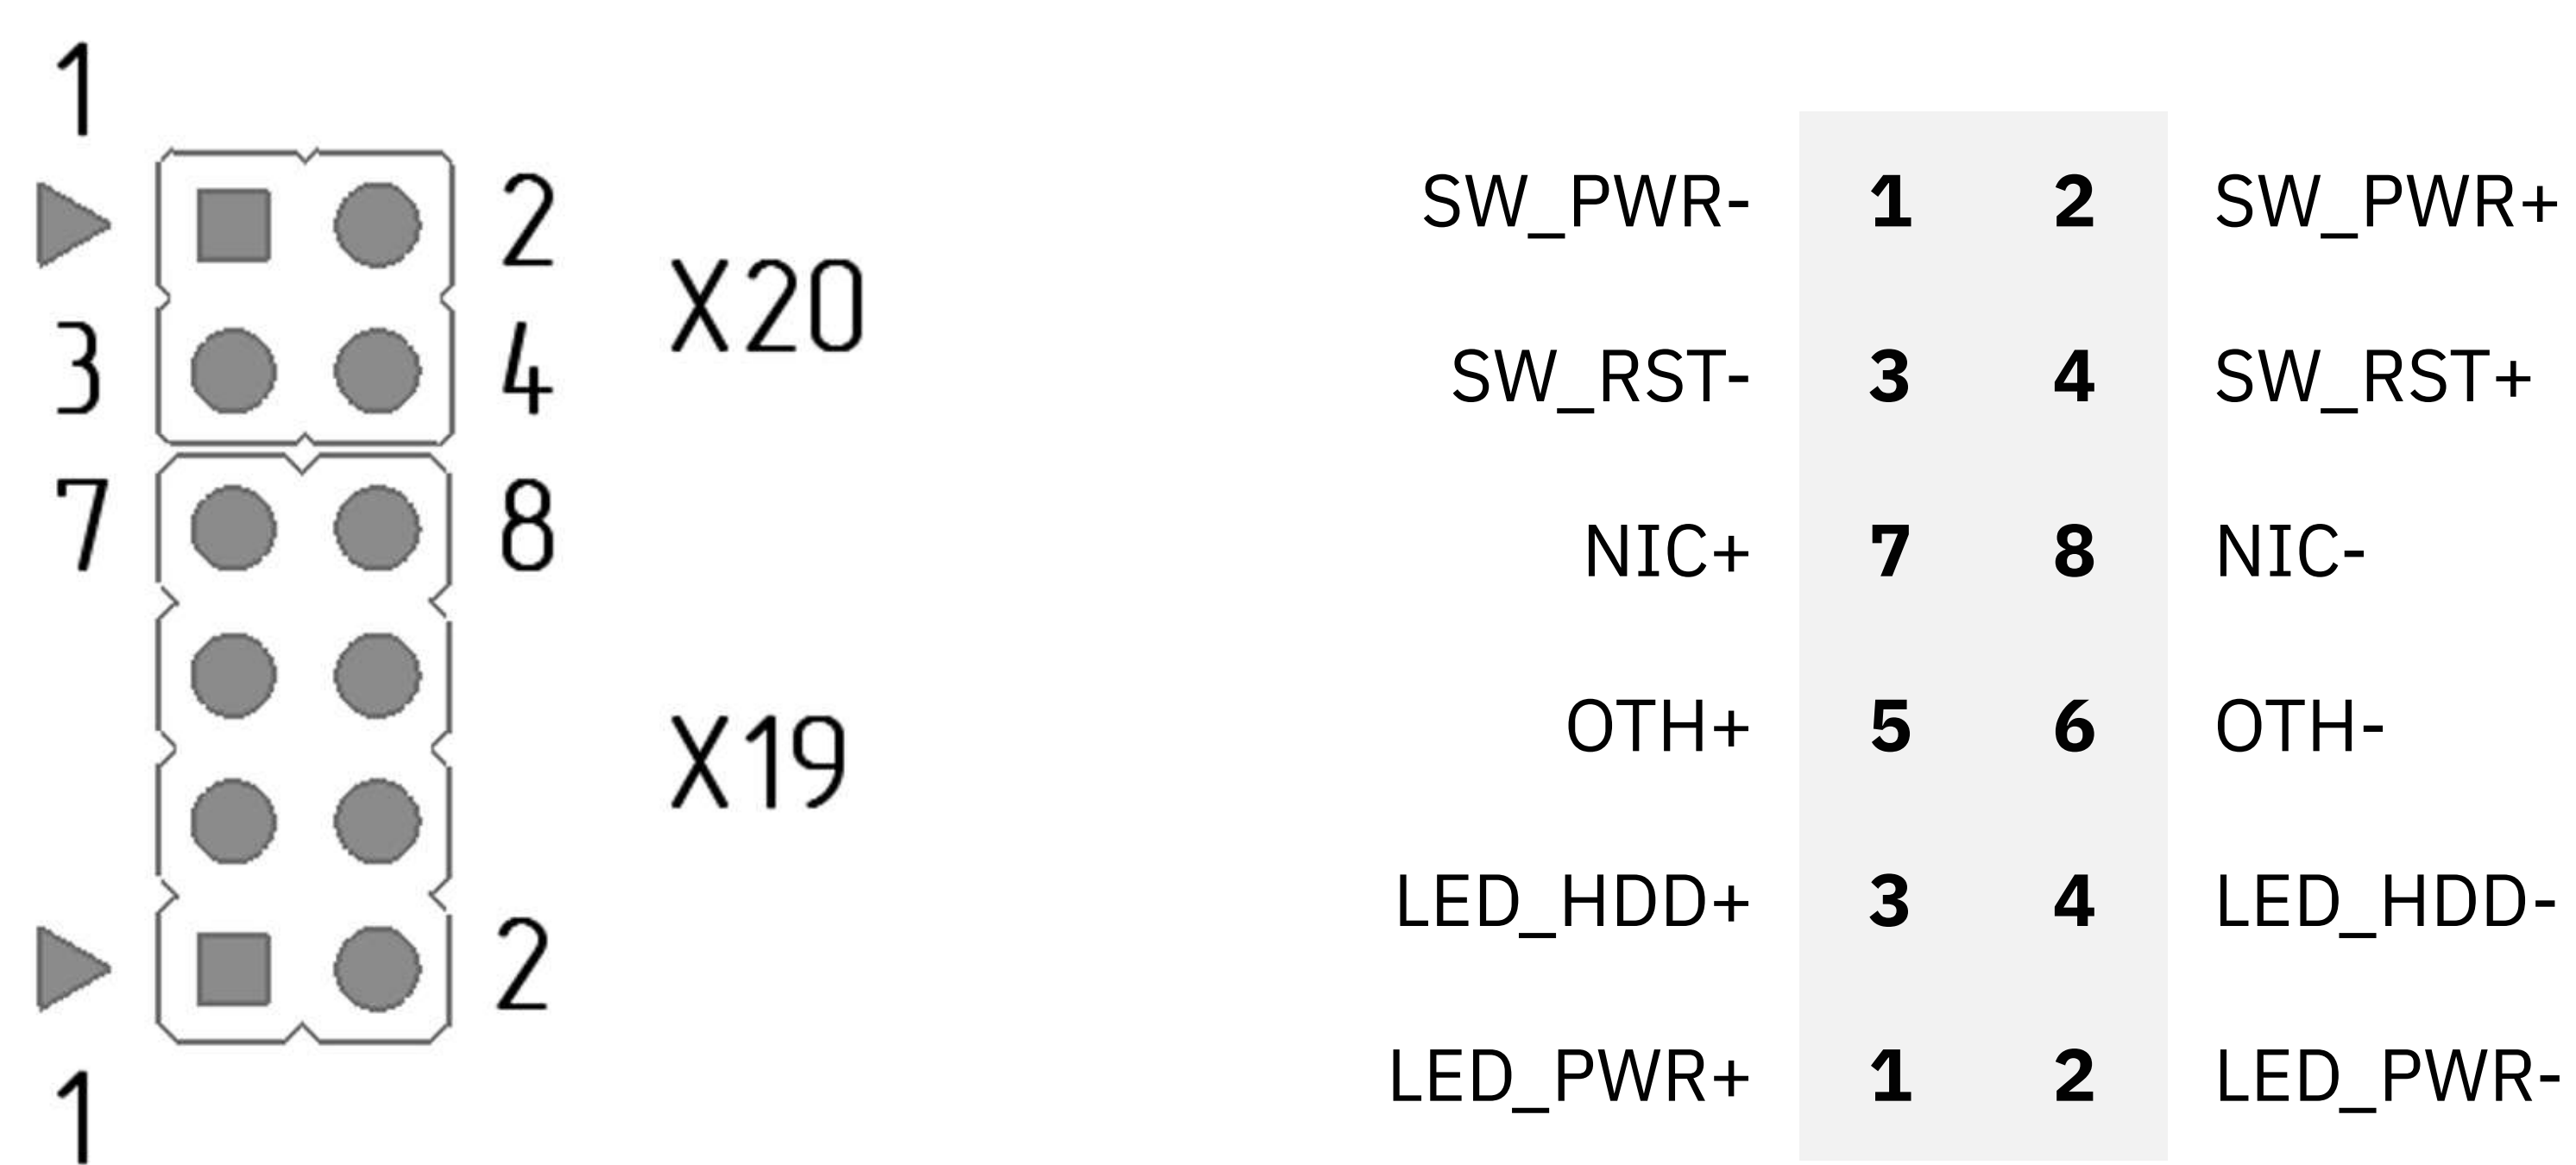 1
2
X20
3
4
7
8
X19
2
1
SW_PWR- 1 2 SW_PWR+
SW_RST- 3 4 SW_RST+
NIC+ 7 8 NIC-
OTH+ 5 6 OTH-
LED_HDD+ 3 4 LED_HDD-
LED_PWR+ 1 2 LED_PWR-